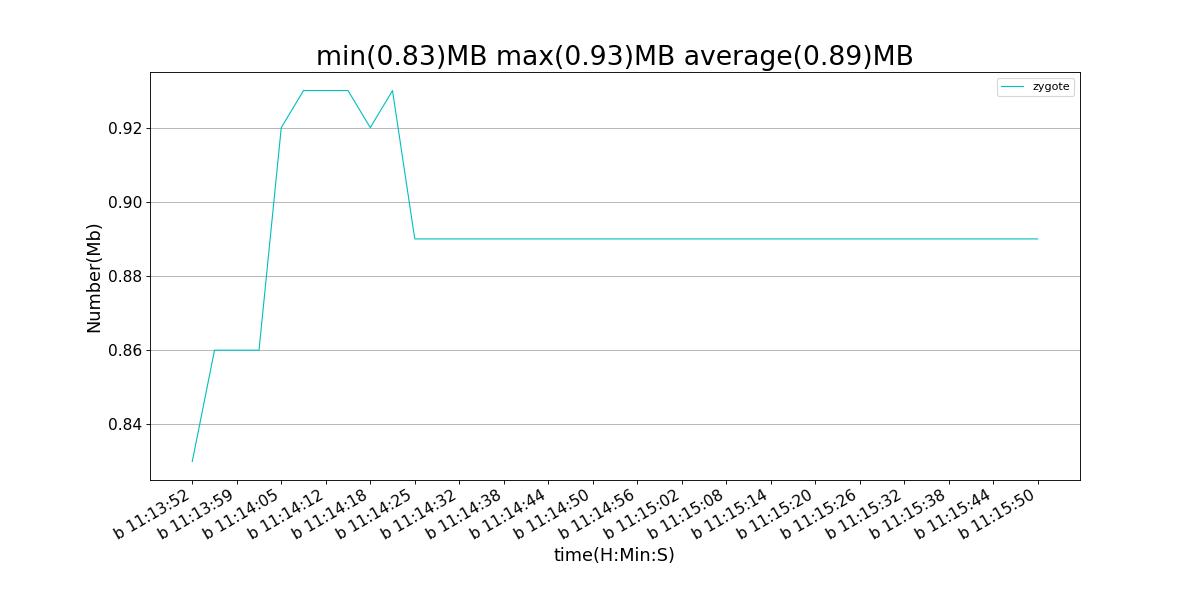 min(0.83)MB max(0.93)MB average(0.89)MB
zygote
0.92
0.90
0.88
0.86
0.84
Number(Mb)
b 11:13:52
b 11:13:59
b 11:14:05
b 11:14:12
b 11:14:18
b 11:14:25
b 11:14:32
b 11:14:38
b 11:14:44
b 11:14:50
b 11:14:56
b 11:15:02
b 11:15:08
b 11:15:14
b 11:15:20
b 11:15:26
b 11:15:32
b 11:15:38
b 11:15:44
b 11:15:50
time(H:Min:S)